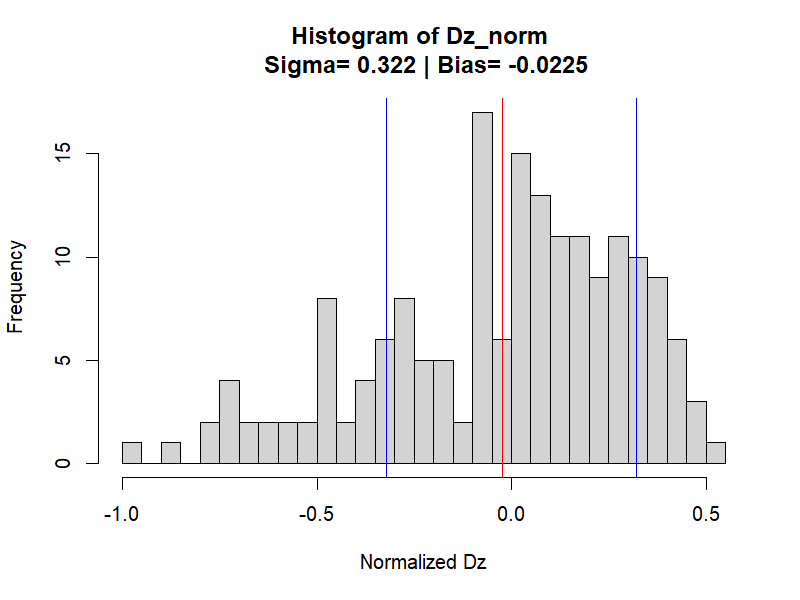 Histogram of Dz_norm
Sigma= 0.322 | Bias= -0.0225
Frequency
15
10
5
0
-1.0 -0.5 0.0 0.5
Normalized Dz